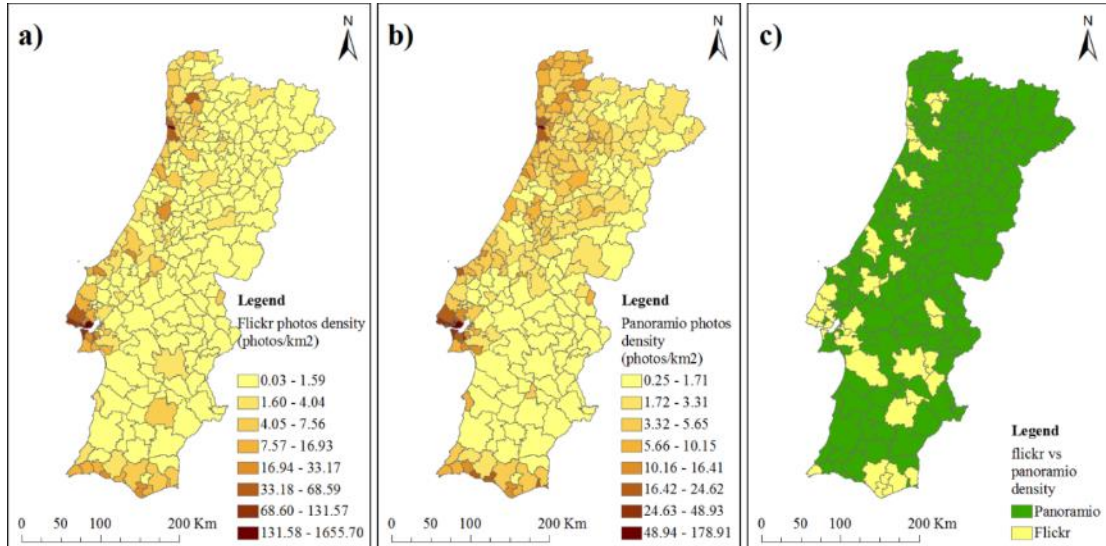 a)
N
Legend
Flickr photos density
(photos/km2)
0.03 - 1.59
1.60 - 4.04
4.05 - 7.56
7.57 - 16.93
16.94 - 33.17
33.18 - 68.59
68.60 - 131.57
131.58 - 1655.70
0 50 100 200 Km
b)
N
Legend
Panoramio photos
density
(photos/km2)
0.25 - 1.71
1.72 - 3.31
3.32 - 5.65
5.66 - 10.15
10.16 - 16.41
16.42 - 24.62
24.63 - 48.93
48.94 - 178.91
0 50 100 200 Km
c)
N
Legend
flickr vs
panoramio
density
Panoramio
Flickr
0 50 100 200 Km